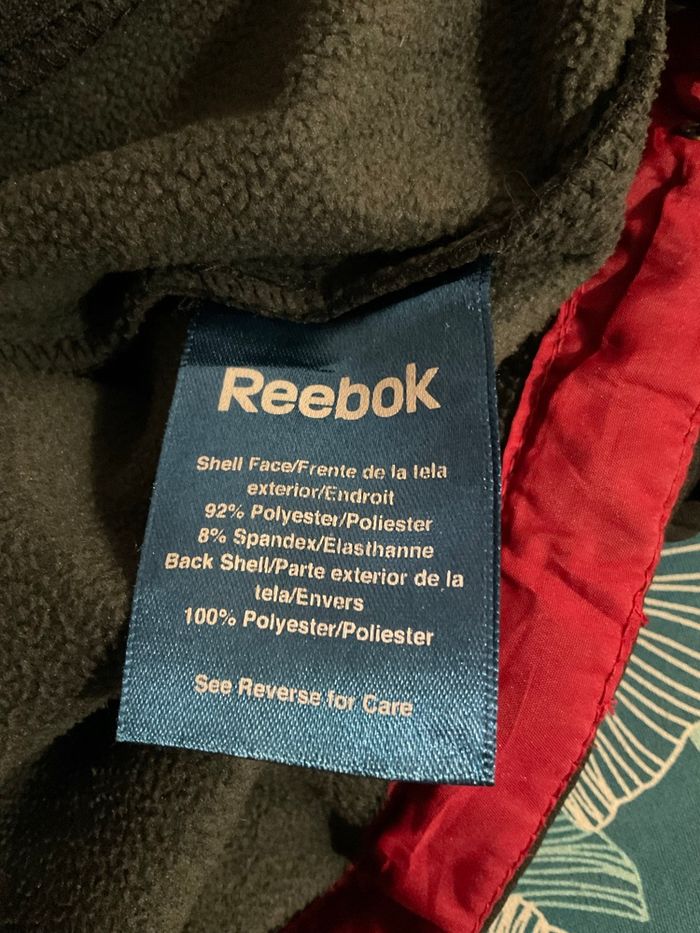 Reebok
Shell Face/Frente de la tela
exterior/Endroit
92% Polyester/Poliester
8% Spandex/Elasthanne
Back Shell/Parte exterior de la
tela/Envers
100% Polyester/Poliester
See Reverse for Care